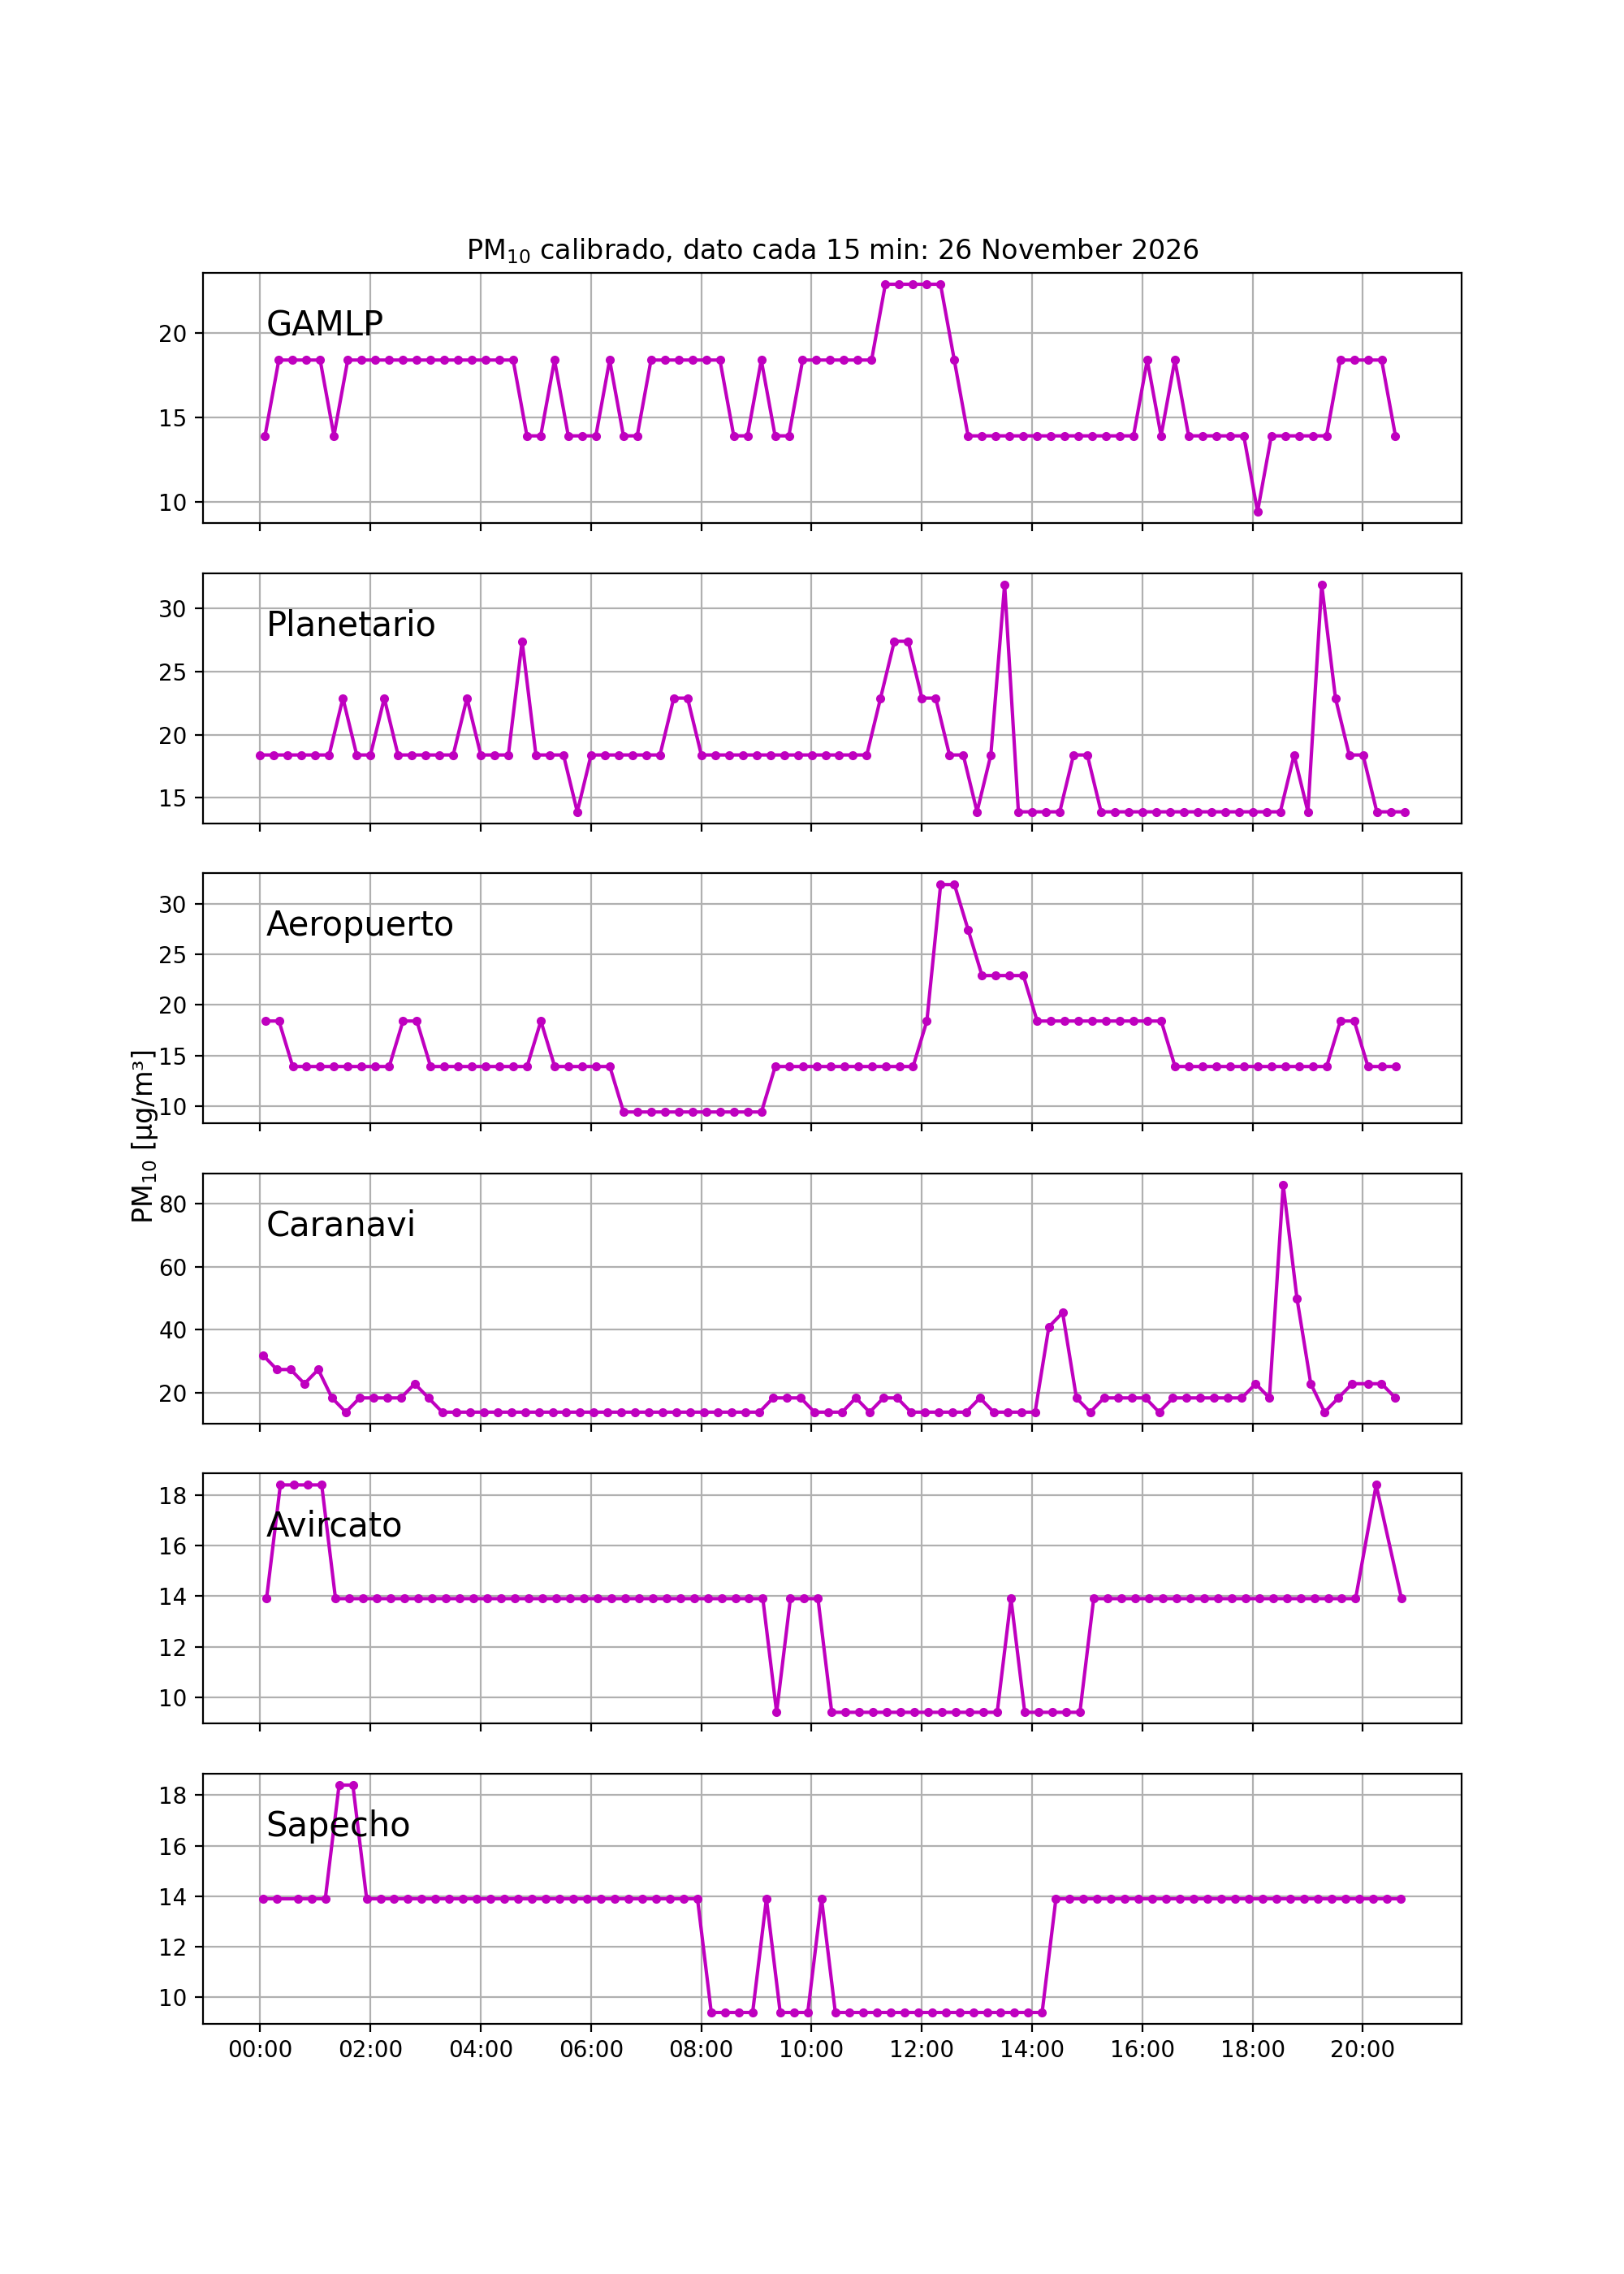 PM₁₀ calibrado, dato cada 15 min: 26 November 2026
GAMLP
20
15
10
Planetario
30
25
20
15
Aeropuerto
30
25
20
15
10
PM₁₀ [µg/m³]
Caranavi
80
60
40
20
Avircato
18
16
14
12
10
Sapecho
18
16
14
12
10
00:00 02:00 04:00 06:00 08:00 10:00 12:00 14:00 16:00 18:00 20:00